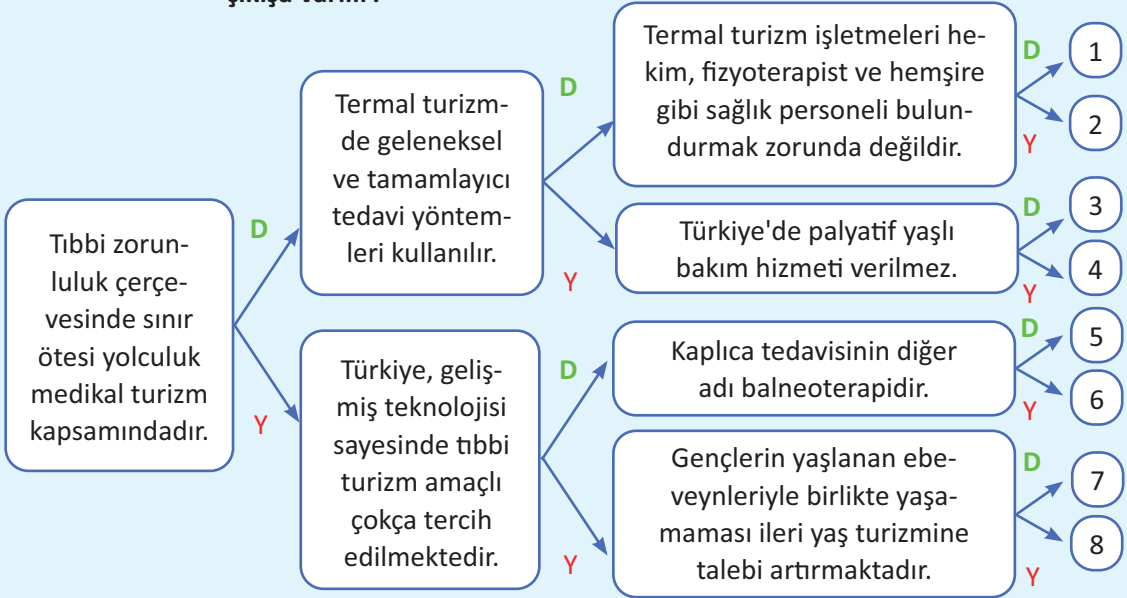 Tıbbi zorun-
luluk çerçe-
vesinde sınır
ötesi yolculuk
medikal turizm
kapsamındadır.
D
Y
Termal turizm-
de geleneksel
ve tamamlayıcı
tedavi yöntem-
leri kullanılır.
D
Y
Türkiye, geliş-
miş teknolojisi
sayesinde tıbbi
turizm amaçlı
çokça tercih
edilmektedir.
D
Y
Termal turizm işletmeleri he-
kim, fizyoterapist ve hemşire
gibi sağlık personeli bulun-
durmak zorunda değildir.
D
Y
1
2
Türkiye'de palyatif yaşlı
bakım hizmeti verilmez.
D
Y
3
4
Kaplıca tedavisinin diğer
adı balneoterapidir.
D
Y
5
6
Gençlerin yaşlanan ebe-
veynleriyle birlikte yaşa-
maması ileri yaş turizmine
talebi artırmaktadır.
D
Y
7
8